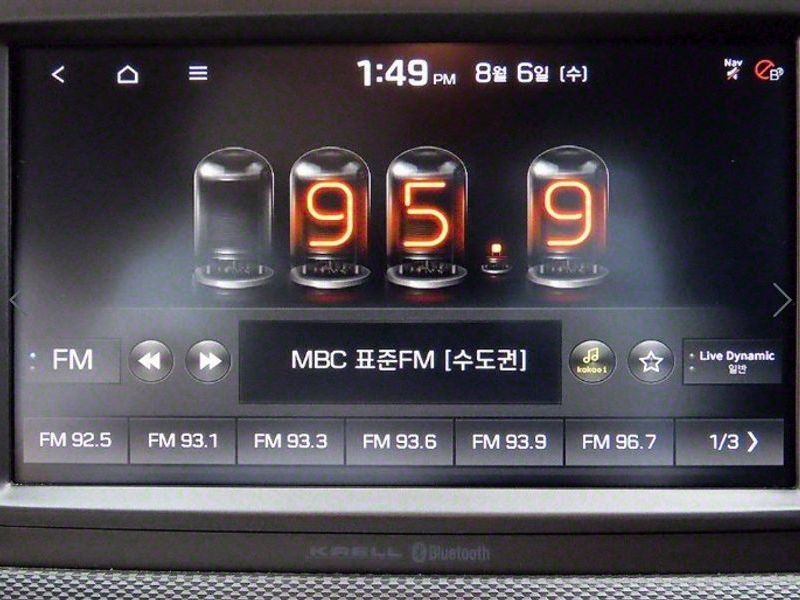 1:49 PM 8월 6일 (수)
Nav
B
95.9
FM
MBC 표준FM [수도권]
kakao i
Live Dynamic
일반
FM 92.5 FM 93.1 FM 93.3 FM 93.6 FM 93.9 FM 96.7 1/3
KRELL Bluetooth